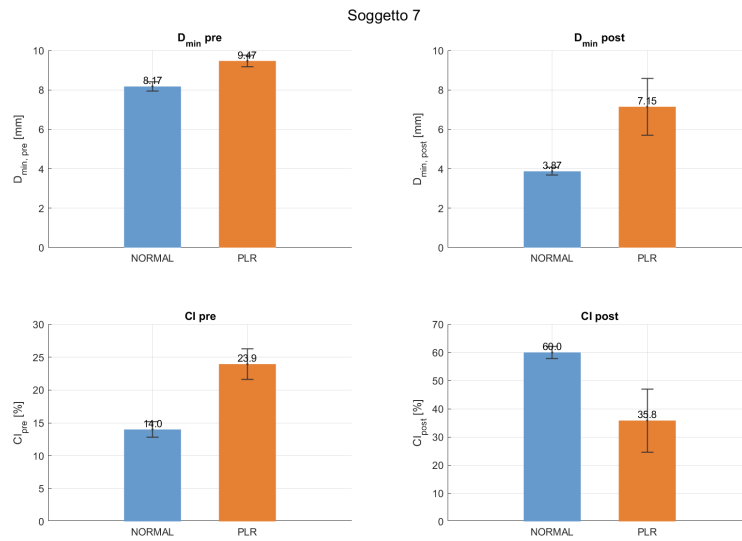 Soggetto 7
D_min pre
10
8
6
4
2
0
D_min, pre [mm]
8.17
9.47
NORMAL
PLR
D_min post
10
8
6
4
2
0
D_min, post [mm]
3.87
7.15
NORMAL
PLR
CI pre
30
25
20
15
10
5
0
CI_pre [%]
14.0
23.9
NORMAL
PLR
CI post
70
60
50
40
30
20
10
0
CI_post [%]
60.0
35.8
NORMAL
PLR